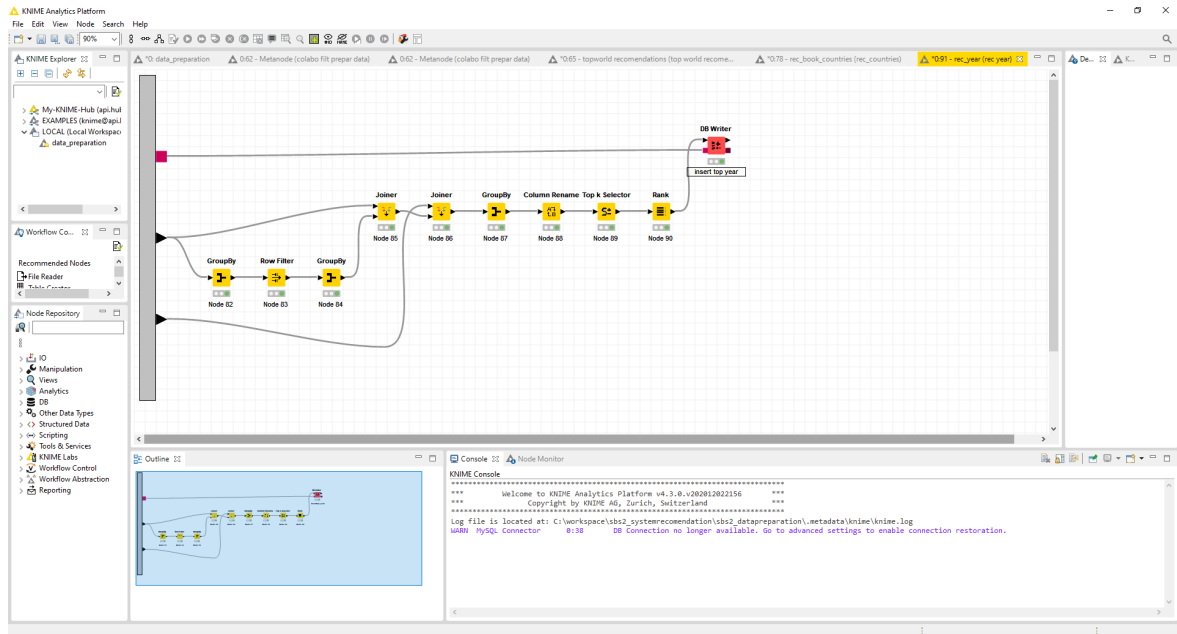 KNIME Analytics Platform
File Edit View Node Search Help
90%
KNIME Explorer
*0: data_preparation
0:62 - Metanode (colabo filt prepar data)
0:62 - Metanode (colabo filt prepar data)
*0:65 - topworld recomendations (top world recome...
*0:78 - rec_book_countries (rec_countries)
*0:91 - rec_year (rec year)
De...
K...
My-KNIME-Hub (api.hul
EXAMPLES (knime@api.l
LOCAL (Local Workspac
data_preparation
DB Writer
insert top year
Joiner
Joiner
GroupBy
Column Rename
Top k Selector
Rank
Node 85
Node 86
Node 87
Node 88
Node 89
Node 90
GroupBy
Row Filter
GroupBy
Node 82
Node 83
Node 84
Workflow Co...
Recommended Nodes
File Reader
Table Creator
Node Repository
IO
Manipulation
Views
Analytics
DB
Other Data Types
Structured Data
Scripting
Tools & Services
KNIME Labs
Workflow Control
Workflow Abstraction
Reporting
Outline
Console
Node Monitor
KNIME Console
*** Welcome to KNIME Analytics Platform v4.3.0.v202012022156 ***
*** Copyright by KNIME AG, Zurich, Switzerland ***
Log file is located at: C:\workspace\sbs2_systemrecomendation\sbs2_datapreparation\.metadata\knime\knime.log
WARN MySQL Connector 0:38 DB Connection no longer available. Go to advanced settings to enable connection restoration.